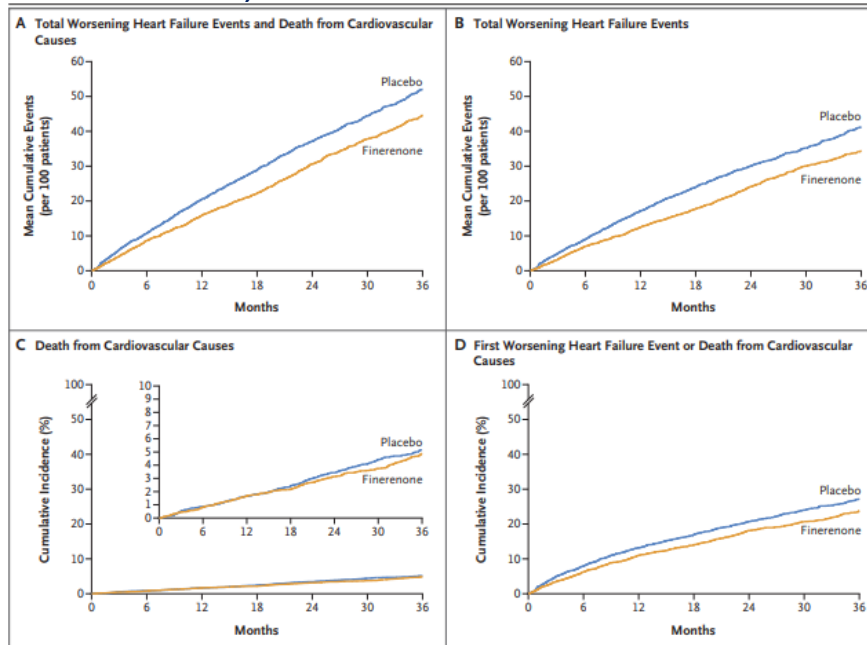 A Total Worsening Heart Failure Events and Death from Cardiovascular
Causes
Mean Cumulative Events
(per 100 patients)
60
50
40
30
20
10
0
Placebo
Finerenone
0 6 12 18 24 30 36
Months
B Total Worsening Heart Failure Events
Mean Cumulative Events
(per 100 patients)
60
50
40
30
20
10
0
Placebo
Finerenone
0 6 12 18 24 30 36
Months
C Death from Cardiovascular Causes
Cumulative Incidence (%)
100
50
40
30
20
10
0
10
9
8
7
6
5
4
3
2
1
0
Placebo
Finerenone
0 6 12 18 24 30 36
0 6 12 18 24 30 36
Months
D First Worsening Heart Failure Event or Death from Cardiovascular
Causes
Cumulative Incidence (%)
100
50
40
30
20
10
0
Placebo
Finerenone
0 6 12 18 24 30 36
Months